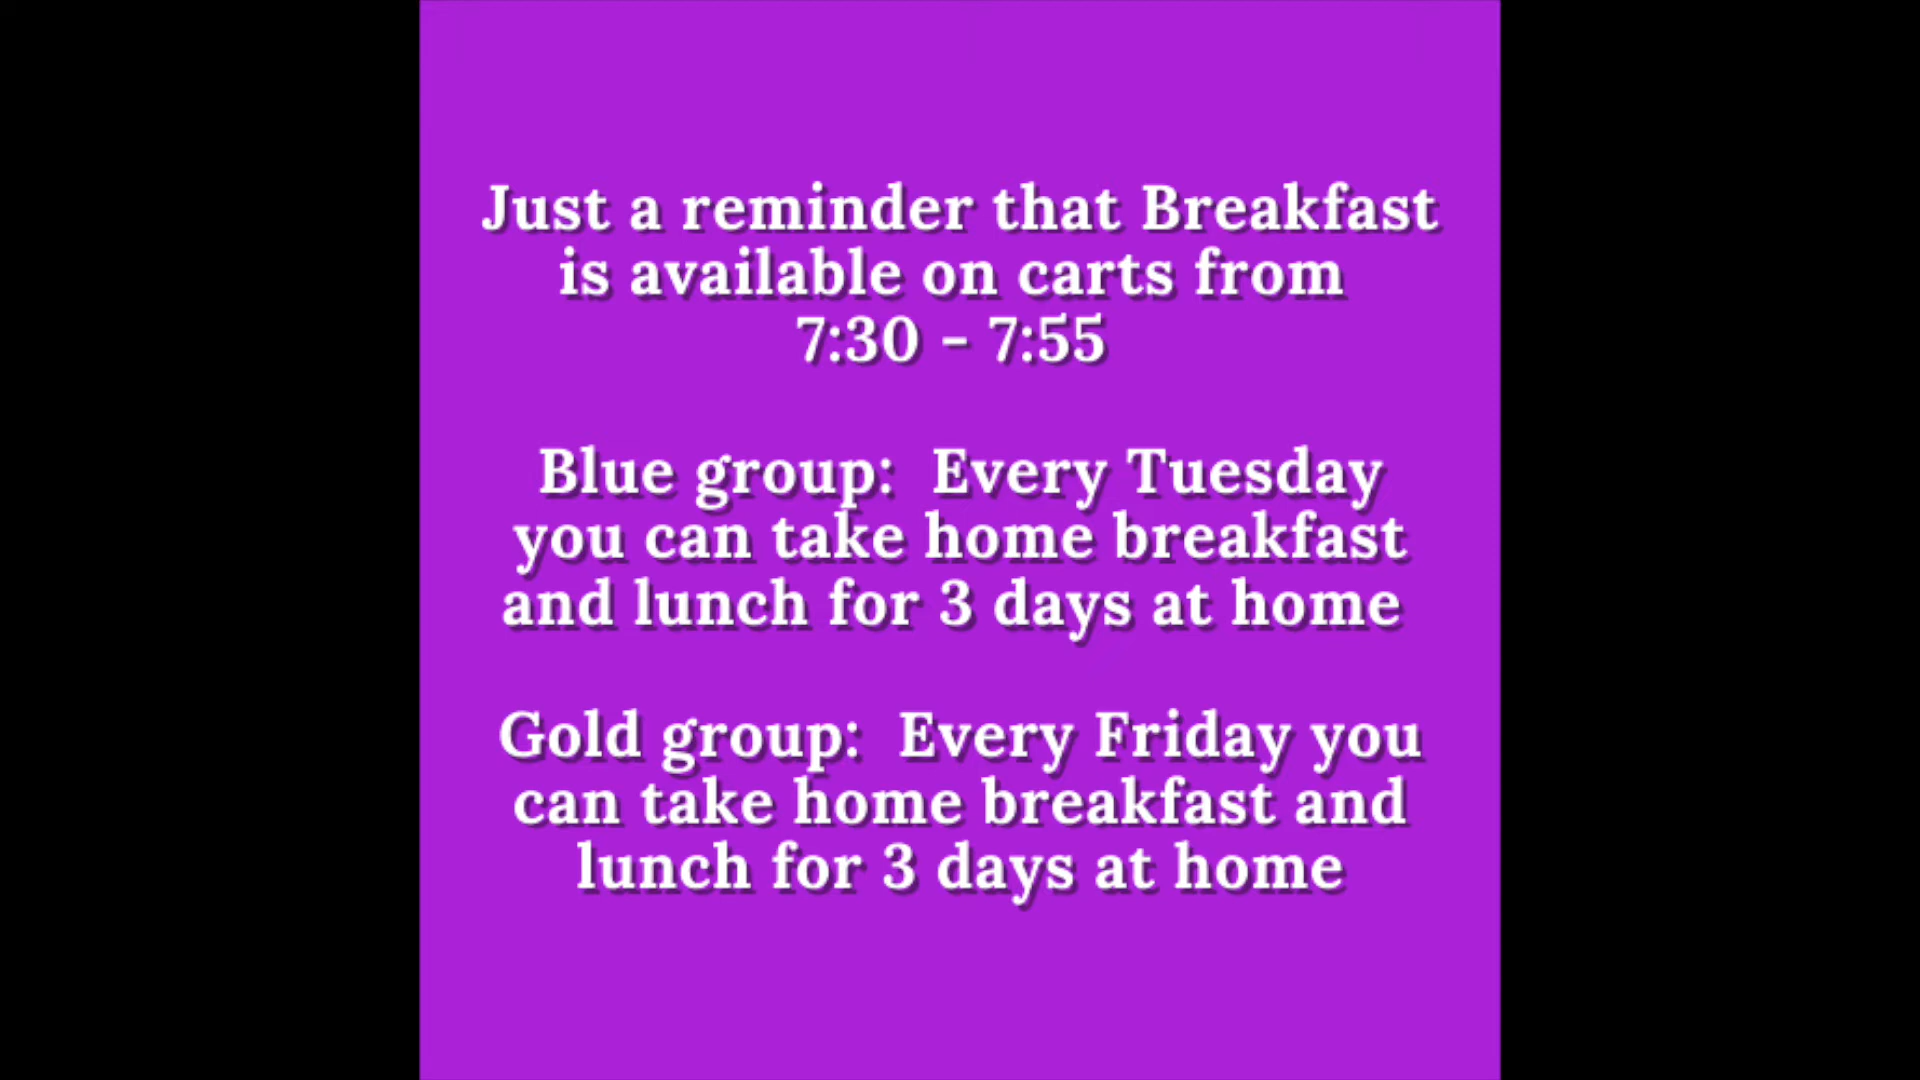 Just a reminder that Breakfast
is available on carts from
7:30 - 7:55
Blue group:  Every Tuesday
you can take home breakfast
and lunch for 3 days at home
Gold group:  Every Friday you
can take home breakfast and
lunch for 3 days at home